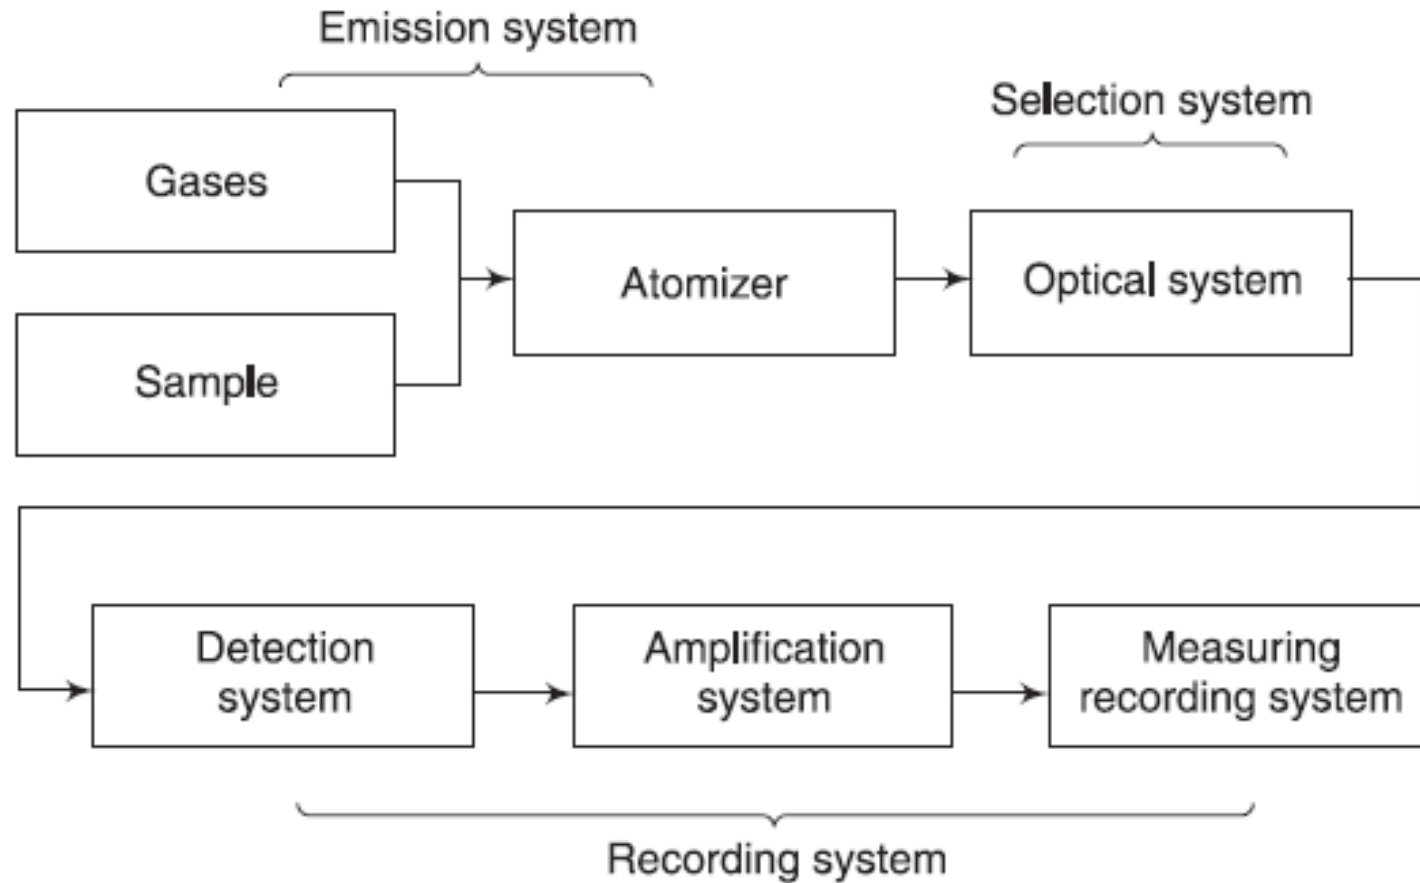 Emission system
Selection system
Gases
Atomizer
Optical system
Sample
Detection
system
Amplification
system
Measuring
recording system
Recording system